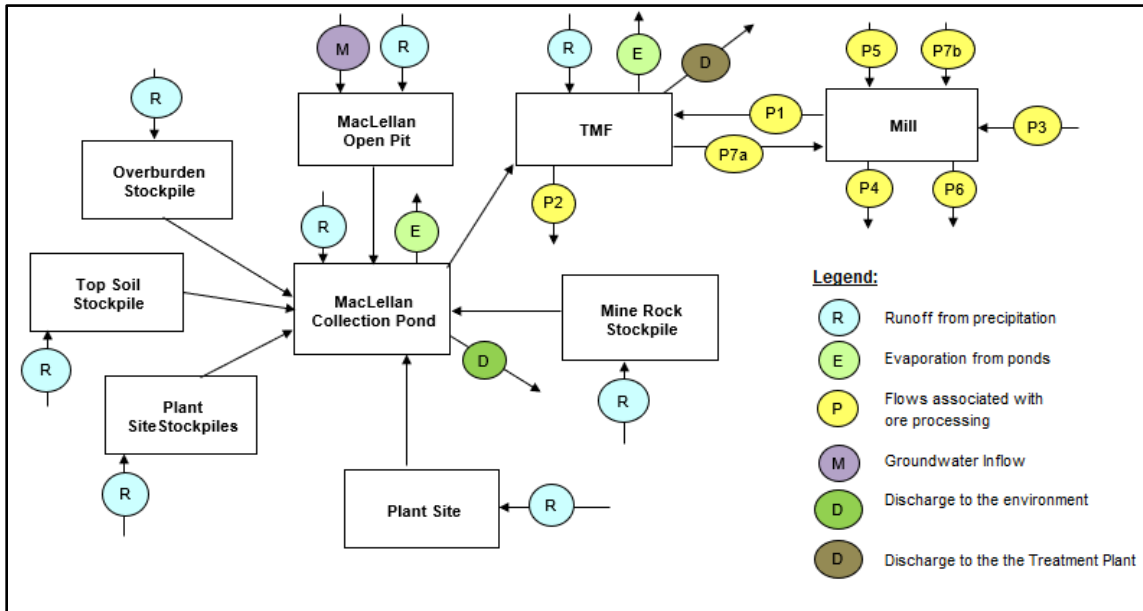 M
R
R
E
D
P5
P7b
R
MacLellan
Open Pit
TMF
P1
Mill
P3
P7a
Overburden
Stockpile
P2
P4
P6
R
E
Top Soil
Stockpile
MacLellan
Collection Pond
Mine Rock
Stockpile
R
D
R
Plant
SiteStockpiles
R
Plant Site
R
Legend:
R Runoff from precipitation
E Evaporation from ponds
P Flows associated with
ore processing
M Groundwater Inflow
D Discharge to the environment
D Discharge to the the Treatment Plant